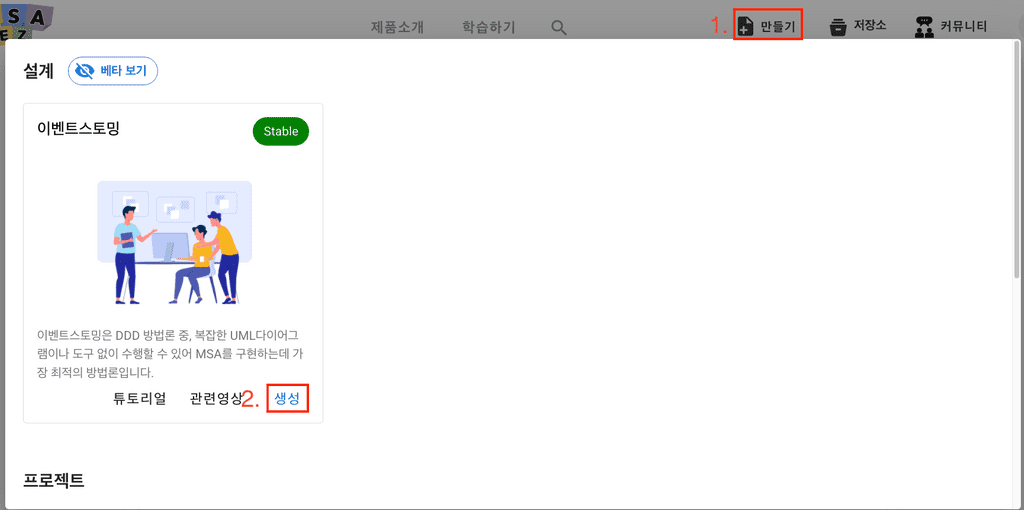 S A
EZ
제품소개 학습하기 1. 만들기 저장소 커뮤니티
설계 베타 보기
이벤트스토밍 Stable
이벤트스토밍은 DDD 방법론 중, 복잡한 UML다이어그
램이나 도구 없이 수행할 수 있어 MSA를 구현하는데 가
장 최적의 방법론입니다.
튜토리얼 관련영상 2. 생성
프로젝트